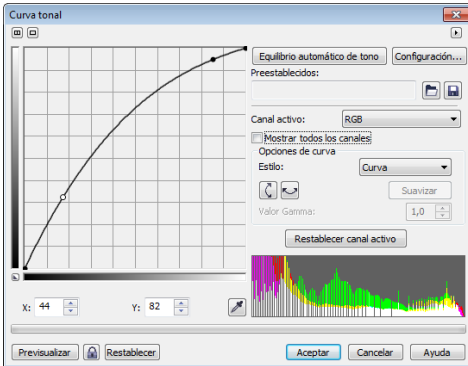 Curva tonal
Equilibrio automático de tono
Configuración...
Preestablecidos:
Canal activo:
RGB
Mostrar todos los canales
Opciones de curva
Estilo:
Curva
Suavizar
Valor Gamma:
1,0
Restablecer canal activo
X: 44
Y: 82
Previsualizar
Restablecer
Aceptar
Cancelar
Ayuda